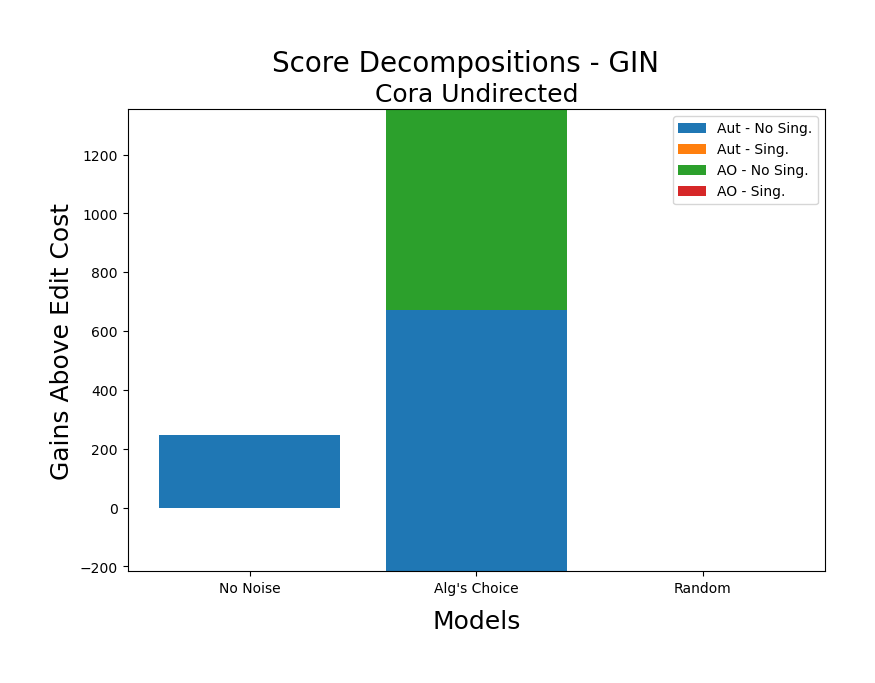 Score Decompositions - GIN
Cora Undirected
Gains Above Edit Cost
1200
1000
800
600
400
200
0
−200
Aut - No Sing.
Aut - Sing.
AO - No Sing.
AO - Sing.
No Noise
Alg's Choice
Random
Models